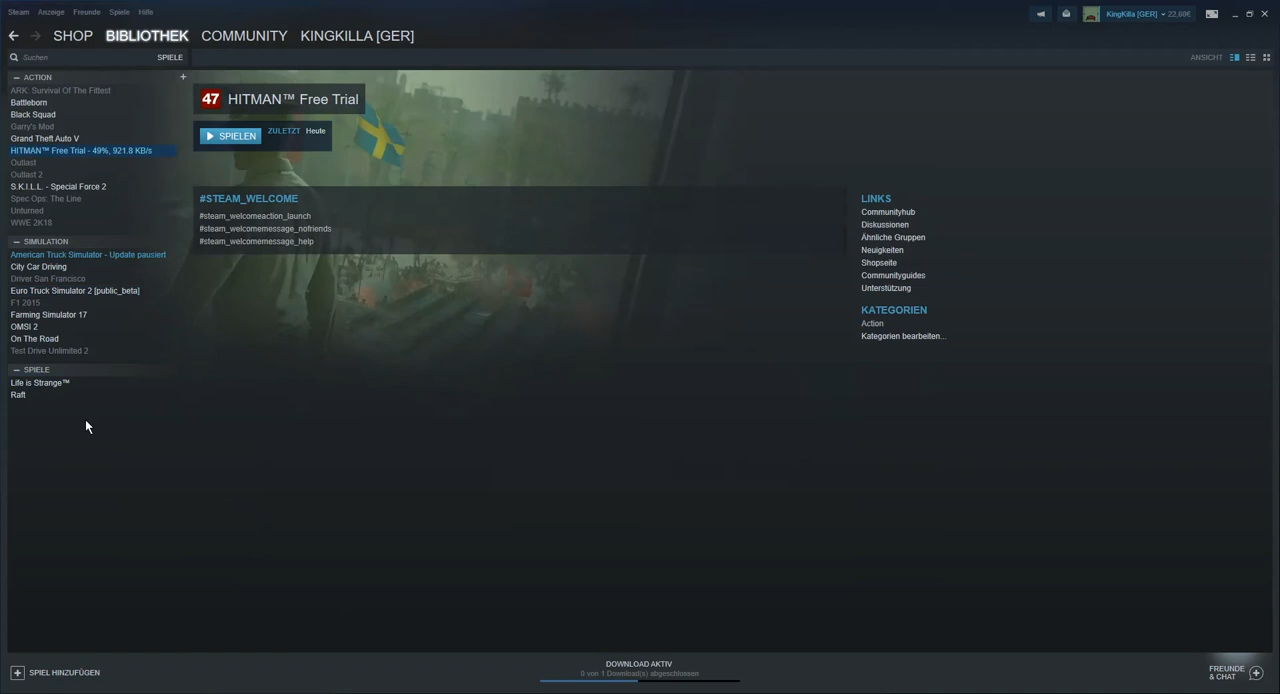 Steam Anzeige Freunde Spiele Hilfe
KingKilla [GER] 22,60€
SHOP BIBLIOTHEK COMMUNITY KINGKILLA [GER]
Suchen SPIELE
ANSICHT
— ACTION +
ARK: Survival Of The Fittest
Battleborn
Black Squad
Garry's Mod
Grand Theft Auto V
HITMAN™ Free Trial - 49%, 921.8 KB/s
Outlast
Outlast 2
S.K.I.L.L. - Special Force 2
Spec Ops: The Line
Unturned
WWE 2K18
— SIMULATION
American Truck Simulator - Update pausiert
City Car Driving
Driver San Francisco
Euro Truck Simulator 2 [public_beta]
F1 2015
Farming Simulator 17
OMSI 2
On The Road
Test Drive Unlimited 2
— SPIELE
Life is Strange™
Raft
47 HITMAN™ Free Trial
SPIELEN ZULETZT Heute
#STEAM_WELCOME
#steam_welcomeaction_launch
#steam_welcomemessage_nofriends
#steam_welcomemessage_help
LINKS
Communityhub
Diskussionen
Ähnliche Gruppen
Neuigkeiten
Shopseite
Communityguides
Unterstützung
KATEGORIEN
Action
Kategorien bearbeiten...
+ SPIEL HINZUFÜGEN
DOWNLOAD AKTIV
0 von 1 Download(s) abgeschlossen
FREUNDE
& CHAT